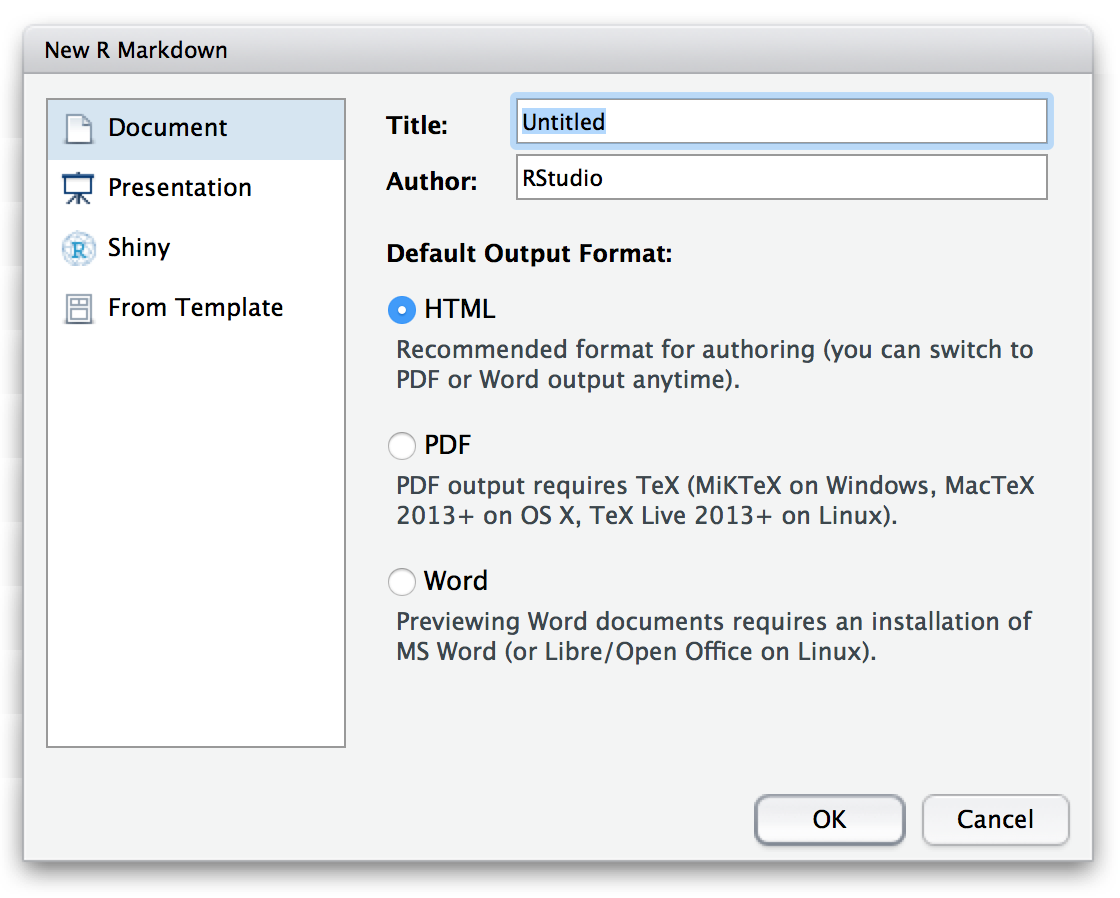 New R Markdown
Document
Presentation
Shiny
From Template
Title:
Untitled
Author:
RStudio
Default Output Format:
HTML
Recommended format for authoring (you can switch to
PDF or Word output anytime).
PDF
PDF output requires TeX (MiKTeX on Windows, MacTeX
2013+ on OS X, TeX Live 2013+ on Linux).
Word
Previewing Word documents requires an installation of
MS Word (or Libre/Open Office on Linux).
OK
Cancel